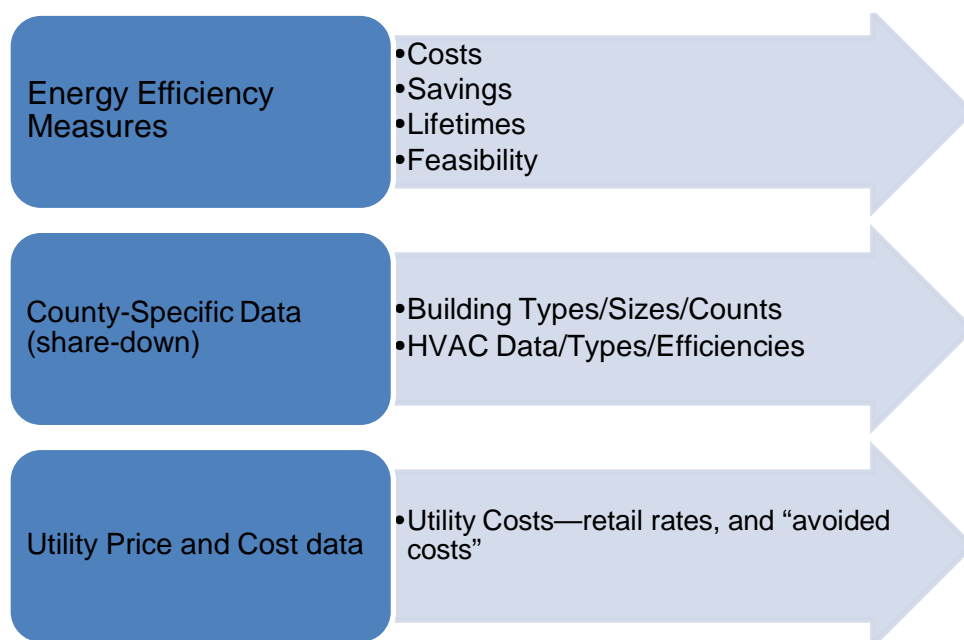 Energy Efficiency
Measures
•Costs
•Savings
•Lifetimes
•Feasibility
County-Specific Data
(share-down)
•Building Types/Sizes/Counts
•HVAC Data/Types/Efficiencies
Utility Price and Cost data
•Utility Costs—retail rates, and “avoided
costs”